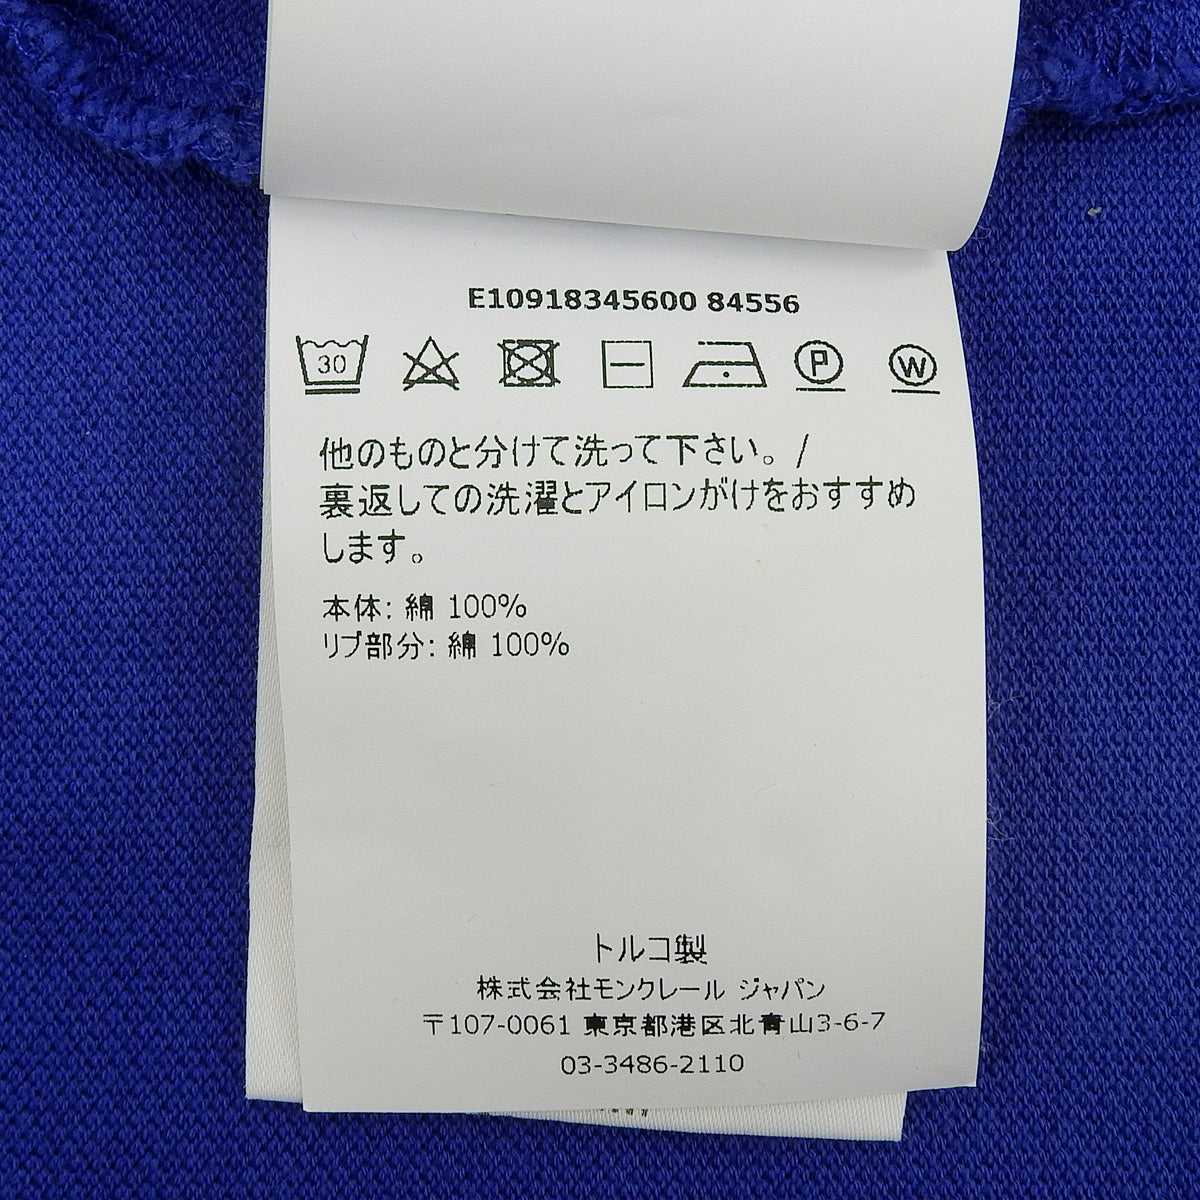 E10918345600 84556
30
P
W
他のものと分けて洗って下さい。/
裏返しての洗濯とアイロンがけをおすすめ
します。
本体: 綿 100%
リブ部分: 綿 100%
トルコ製
株式会社モンクレール ジャパン
〒107-0061 東京都港区北青山3-6-7
03-3486-2110